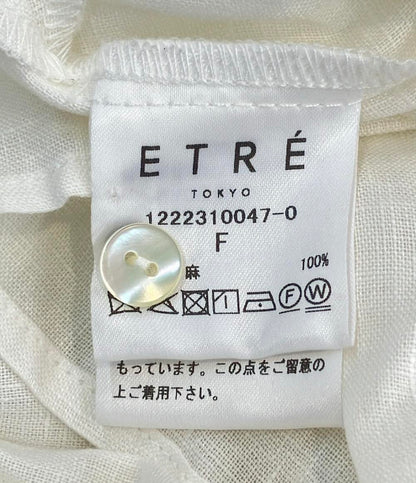 ETRÉ
TOKYO
1222310047-0
F
麻 100%
F W
もっています。この点をご留意の
上ご着用下さい。